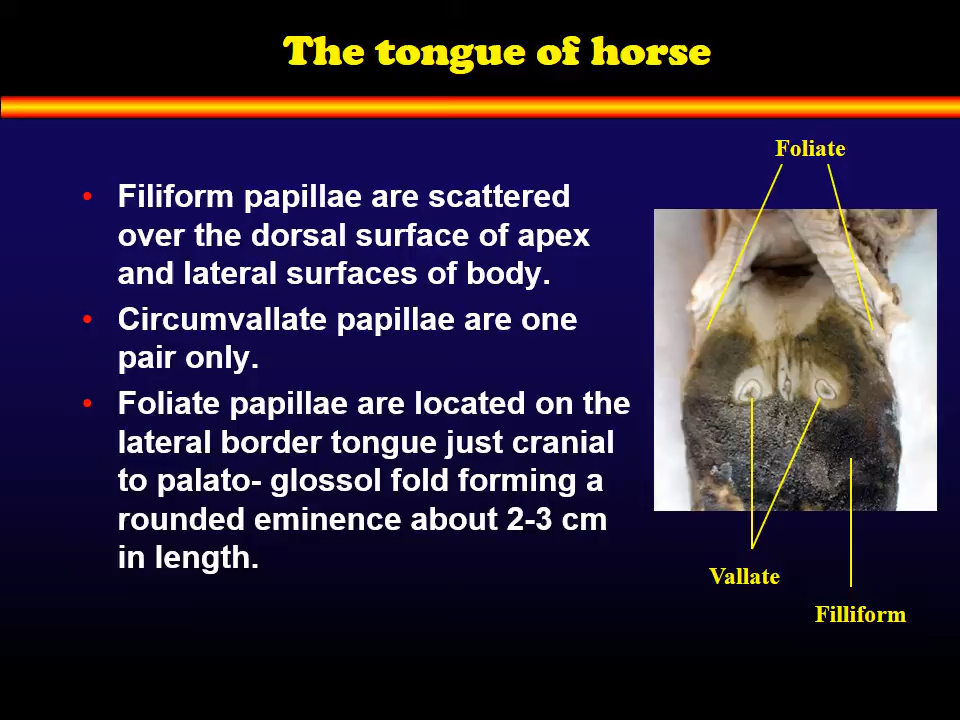 The tongue of horse
Foliate
• Filiform papillae are scattered
over the dorsal surface of apex
and lateral surfaces of body.
• Circumvallate papillae are one
pair only.
• Foliate papillae are located on the
lateral border tongue just cranial
to palato- glossol fold forming a
rounded eminence about 2-3 cm
in length.
Vallate
Filliform